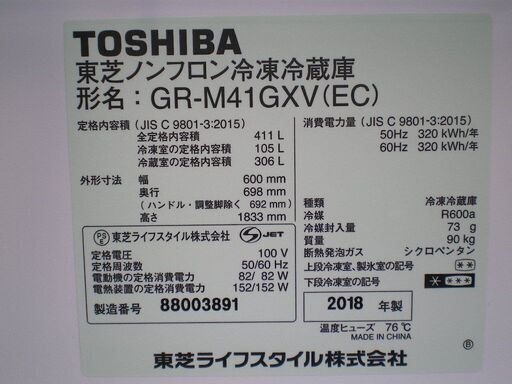 TOSHIBA
東芝ノンフロン冷凍冷蔵庫
形名：GR-M41GXV(EC)
定格内容積（JIS C 9801-3:2015）
全定格内容積 411 L
冷凍室の定格内容積 105 L
冷蔵室の定格内容積 306 L
外形寸法 幅 600 mm
奥行 698 mm
（ハンドル・調整脚除く 692 mm）
高さ 1833 mm
消費電力量（JIS C 9801-3:2015）
50Hz 320 kWh/年
60Hz 320 kWh/年
種類 冷凍冷蔵庫
冷媒 R600a
冷媒封入量 73 g
質量 90 kg
断熱発泡ガス シクロペンタン
上段冷凍室、製氷室の記号 **
下段冷凍室の記号 * ***
PS E 東芝ライフスタイル株式会社 S JET
定格電圧 100 V
定格周波数 50/60 Hz
電動機の定格消費電力 82/ 82 W
電熱装置の定格消費電力 152/152 W
製造番号 88003891
2018 年製
温度ヒューズ 76℃
MADE IN CHINA
東芝ライフスタイル株式会社
B